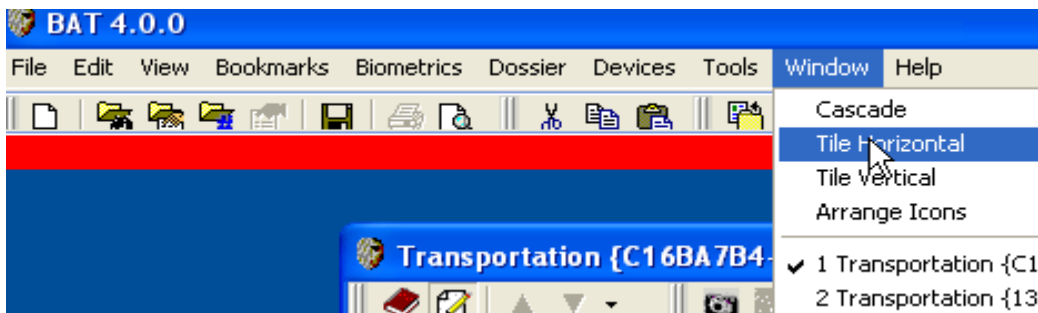 BAT 4.0.0
File Edit View Bookmarks Biometrics Dossier Devices Tools Window Help
Cascade
Tile Horizontal
Tile Vertical
Arrange Icons
Transportation {C16BA7B4-
1 Transportation {C1
2 Transportation {13